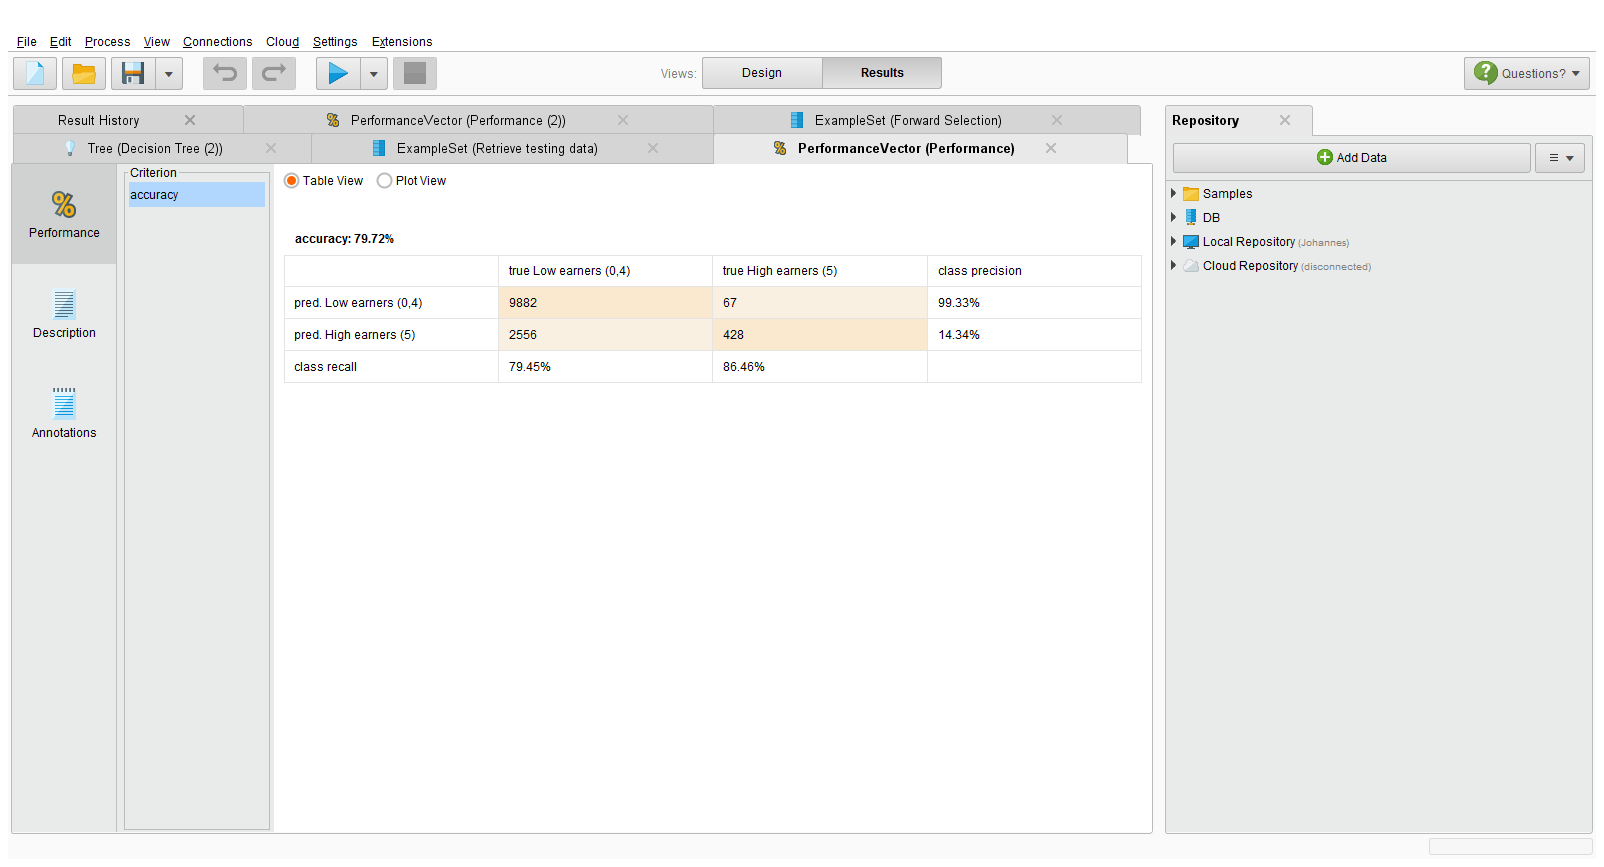 File Edit Process View Connections Cloud Settings Extensions
Views: Design Results Questions?
Result History PerformanceVector (Performance (2)) ExampleSet (Forward Selection)
Tree (Decision Tree (2)) ExampleSet (Retrieve testing data) PerformanceVector (Performance)
Repository
Add Data
Samples
DB
Local Repository (Johannes)
Cloud Repository (disconnected)
Performance
Description
Annotations
Criterion
accuracy
Table View Plot View
accuracy: 79.72%
true Low earners (0,4) true High earners (5) class precision
pred. Low earners (0,4) 9882 67 99.33%
pred. High earners (5) 2556 428 14.34%
class recall 79.45% 86.46%